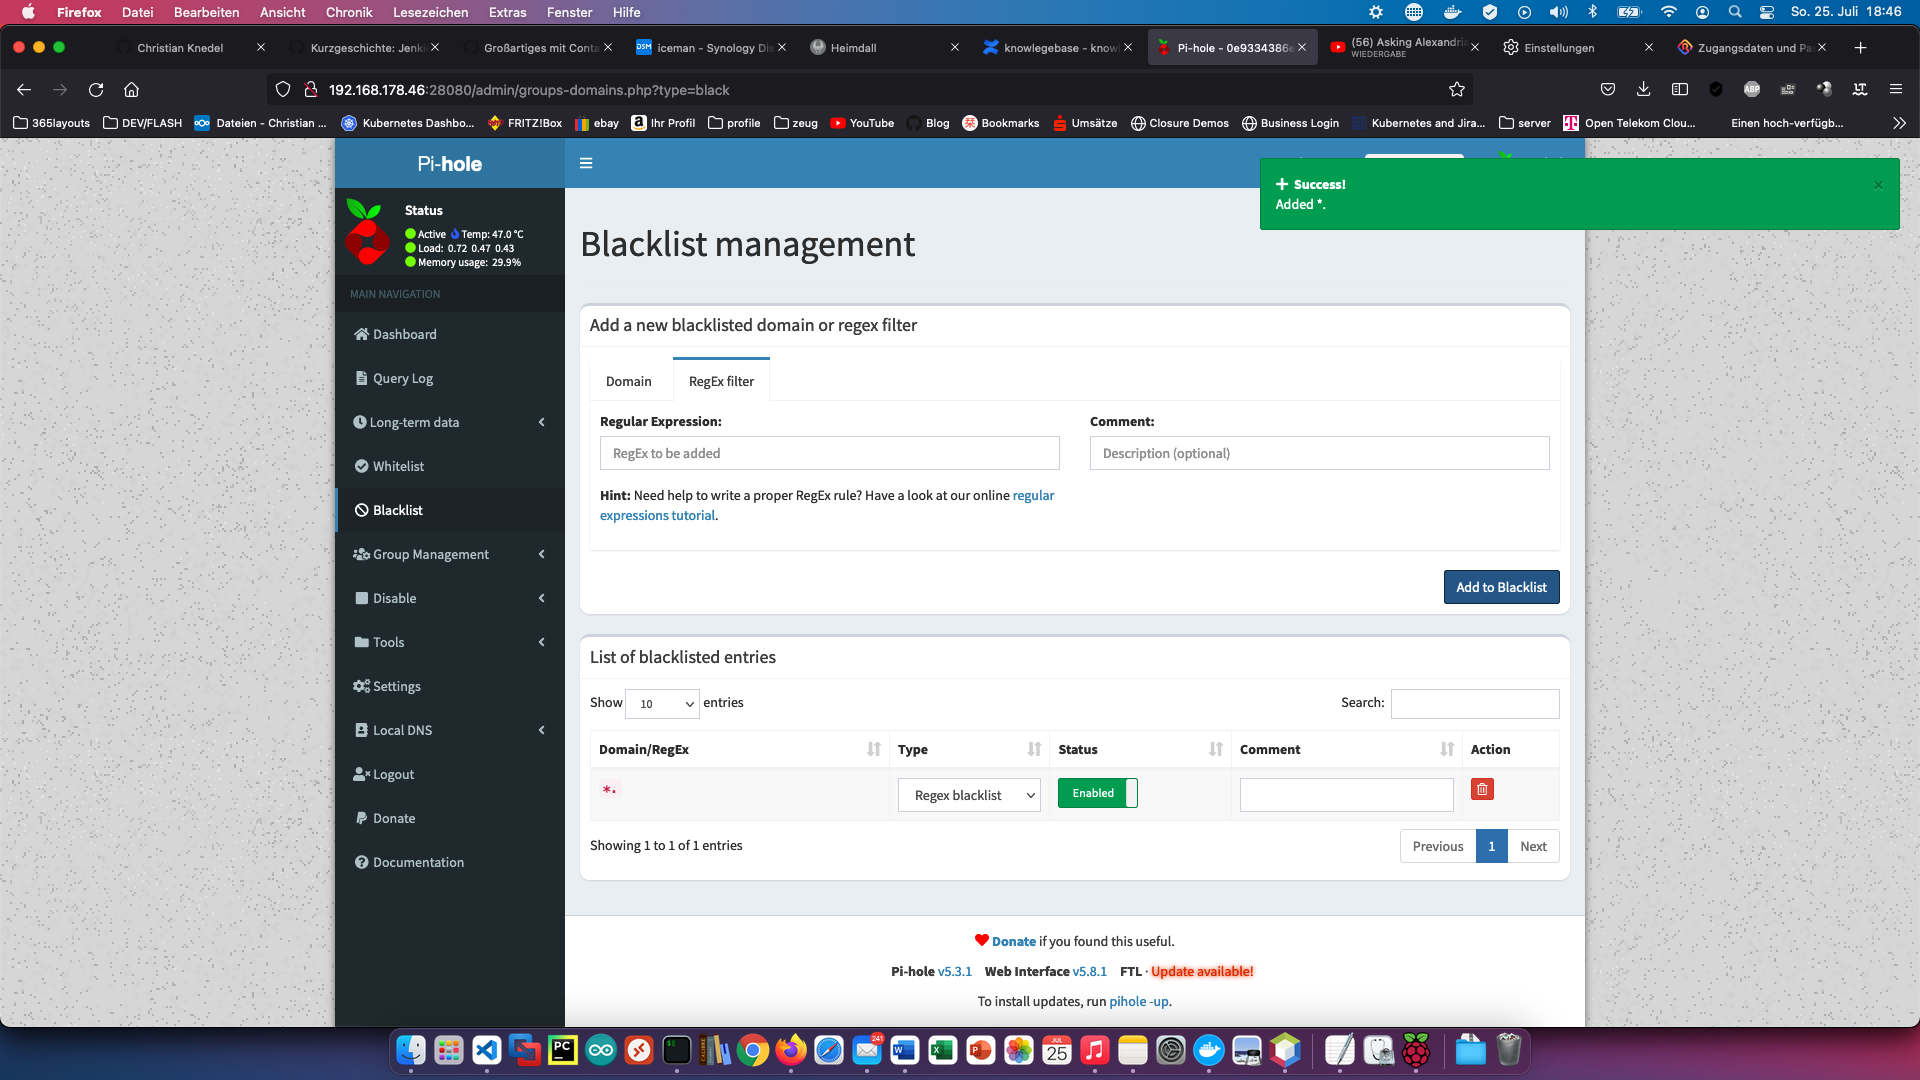 Firefox Datei Bearbeiten Ansicht Chronik Lesezeichen Extras Fenster Hilfe So. 25. Juli 18:46
Christian Knedel Kurzgeschichte: Jenki Großartiges mit Conta iceman - Synology Dis Heimdall knowlegebase - knowl Pi-hole - 0e9334386e (56) Asking Alexandria Einstellungen Zugangsdaten und Pa
WIEDERGABE
192.168.178.46:28080/admin/groups-domains.php?type=black
365layouts DEV/FLASH Dateien - Christian ... Kubernetes Dashbo... FRITZ!Box ebay Ihr Profil profile zeug YouTube Blog Bookmarks Umsätze Closure Demos Business Login Kubernetes and Jira... server Open Telekom Clou... Einen hoch-verfügb...
Pi-hole
Success!
Added *.
Status
Active Temp: 47.0 °C
Load: 0.72 0.47 0.43
Memory usage: 29.9%
MAIN NAVIGATION
Dashboard
Query Log
Long-term data
Whitelist
Blacklist
Group Management
Disable
Tools
Settings
Local DNS
Logout
Donate
Documentation
Blacklist management
Add a new blacklisted domain or regex filter
Domain RegEx filter
Regular Expression: Comment:
RegEx to be added Description (optional)
Hint: Need help to write a proper RegEx rule? Have a look at our online regular
expressions tutorial.
Add to Blacklist
List of blacklisted entries
Show 10 entries Search:
Domain/RegEx Type Status Comment Action
*. Regex blacklist Enabled
Showing 1 to 1 of 1 entries Previous 1 Next
Donate if you found this useful.
Pi-hole v5.3.1 Web Interface v5.8.1 FTL · Update available!
To install updates, run pihole -up.